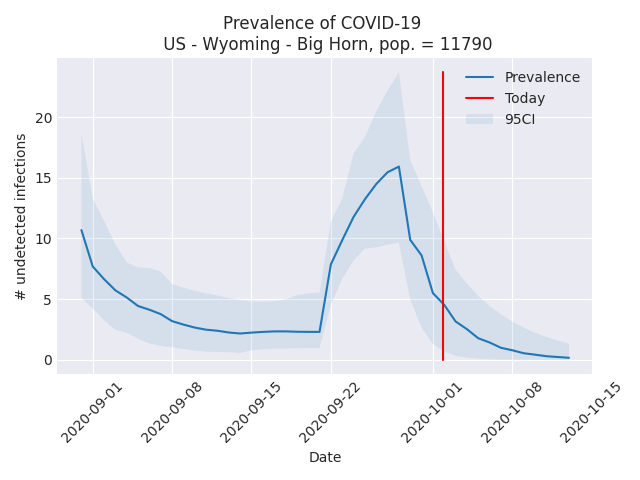 Prevalence of COVID-19
US - Wyoming - Big Horn, pop. = 11790
Prevalence
Today
95CI
# undetected infections
20
15
10
5
0
2020-09-01
2020-09-08
2020-09-15
2020-09-22
2020-10-01
2020-10-08
2020-10-15
Date